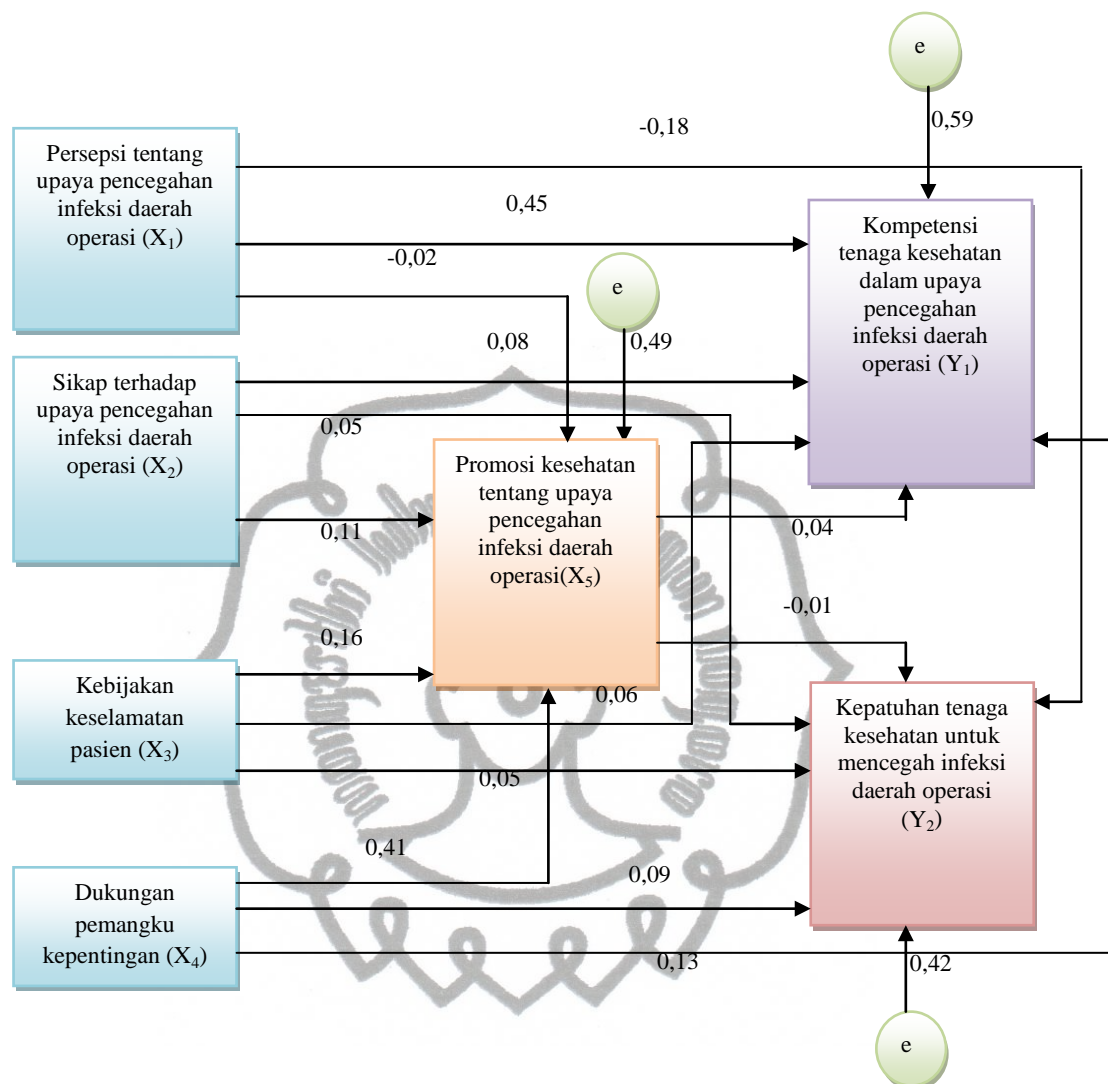 e
-0,18
0,59
Persepsi tentang
upaya pencegahan
infeksi daerah
operasi (X₁)
0,45
-0,02
Kompetensi
tenaga kesehatan
dalam upaya
pencegahan
infeksi daerah
operasi (Y₁)
e
0,08
0,49
Sikap terhadap
upaya pencegahan
infeksi daerah
operasi (X₂)
0,05
0,11
Promosi kesehatan
tentang upaya
pencegahan
infeksi daerah
operasi(X₅)
0,04
-0,01
0,16
Kebijakan
keselamatan
pasien (X₃)
0,06
0,05
Kepatuhan tenaga
kesehatan untuk
mencegah infeksi
daerah operasi
(Y₂)
0,41
0,09
Dukungan
pemangku
kepentingan (X₄)
0,13
0,42
e